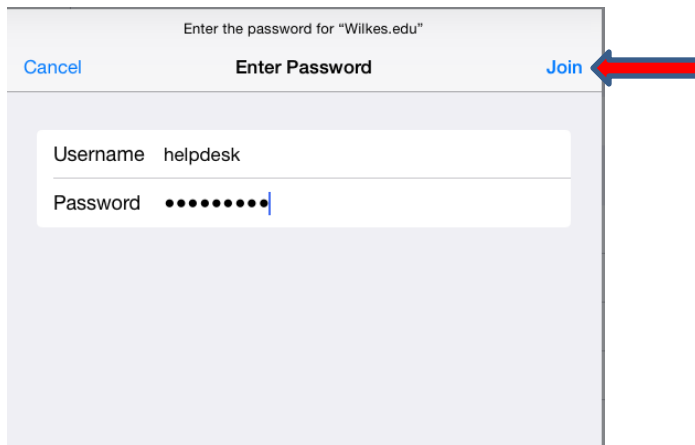 Enter the password for “Wilkes.edu”
Cancel Enter Password Join
Username helpdesk
Password •••••••••